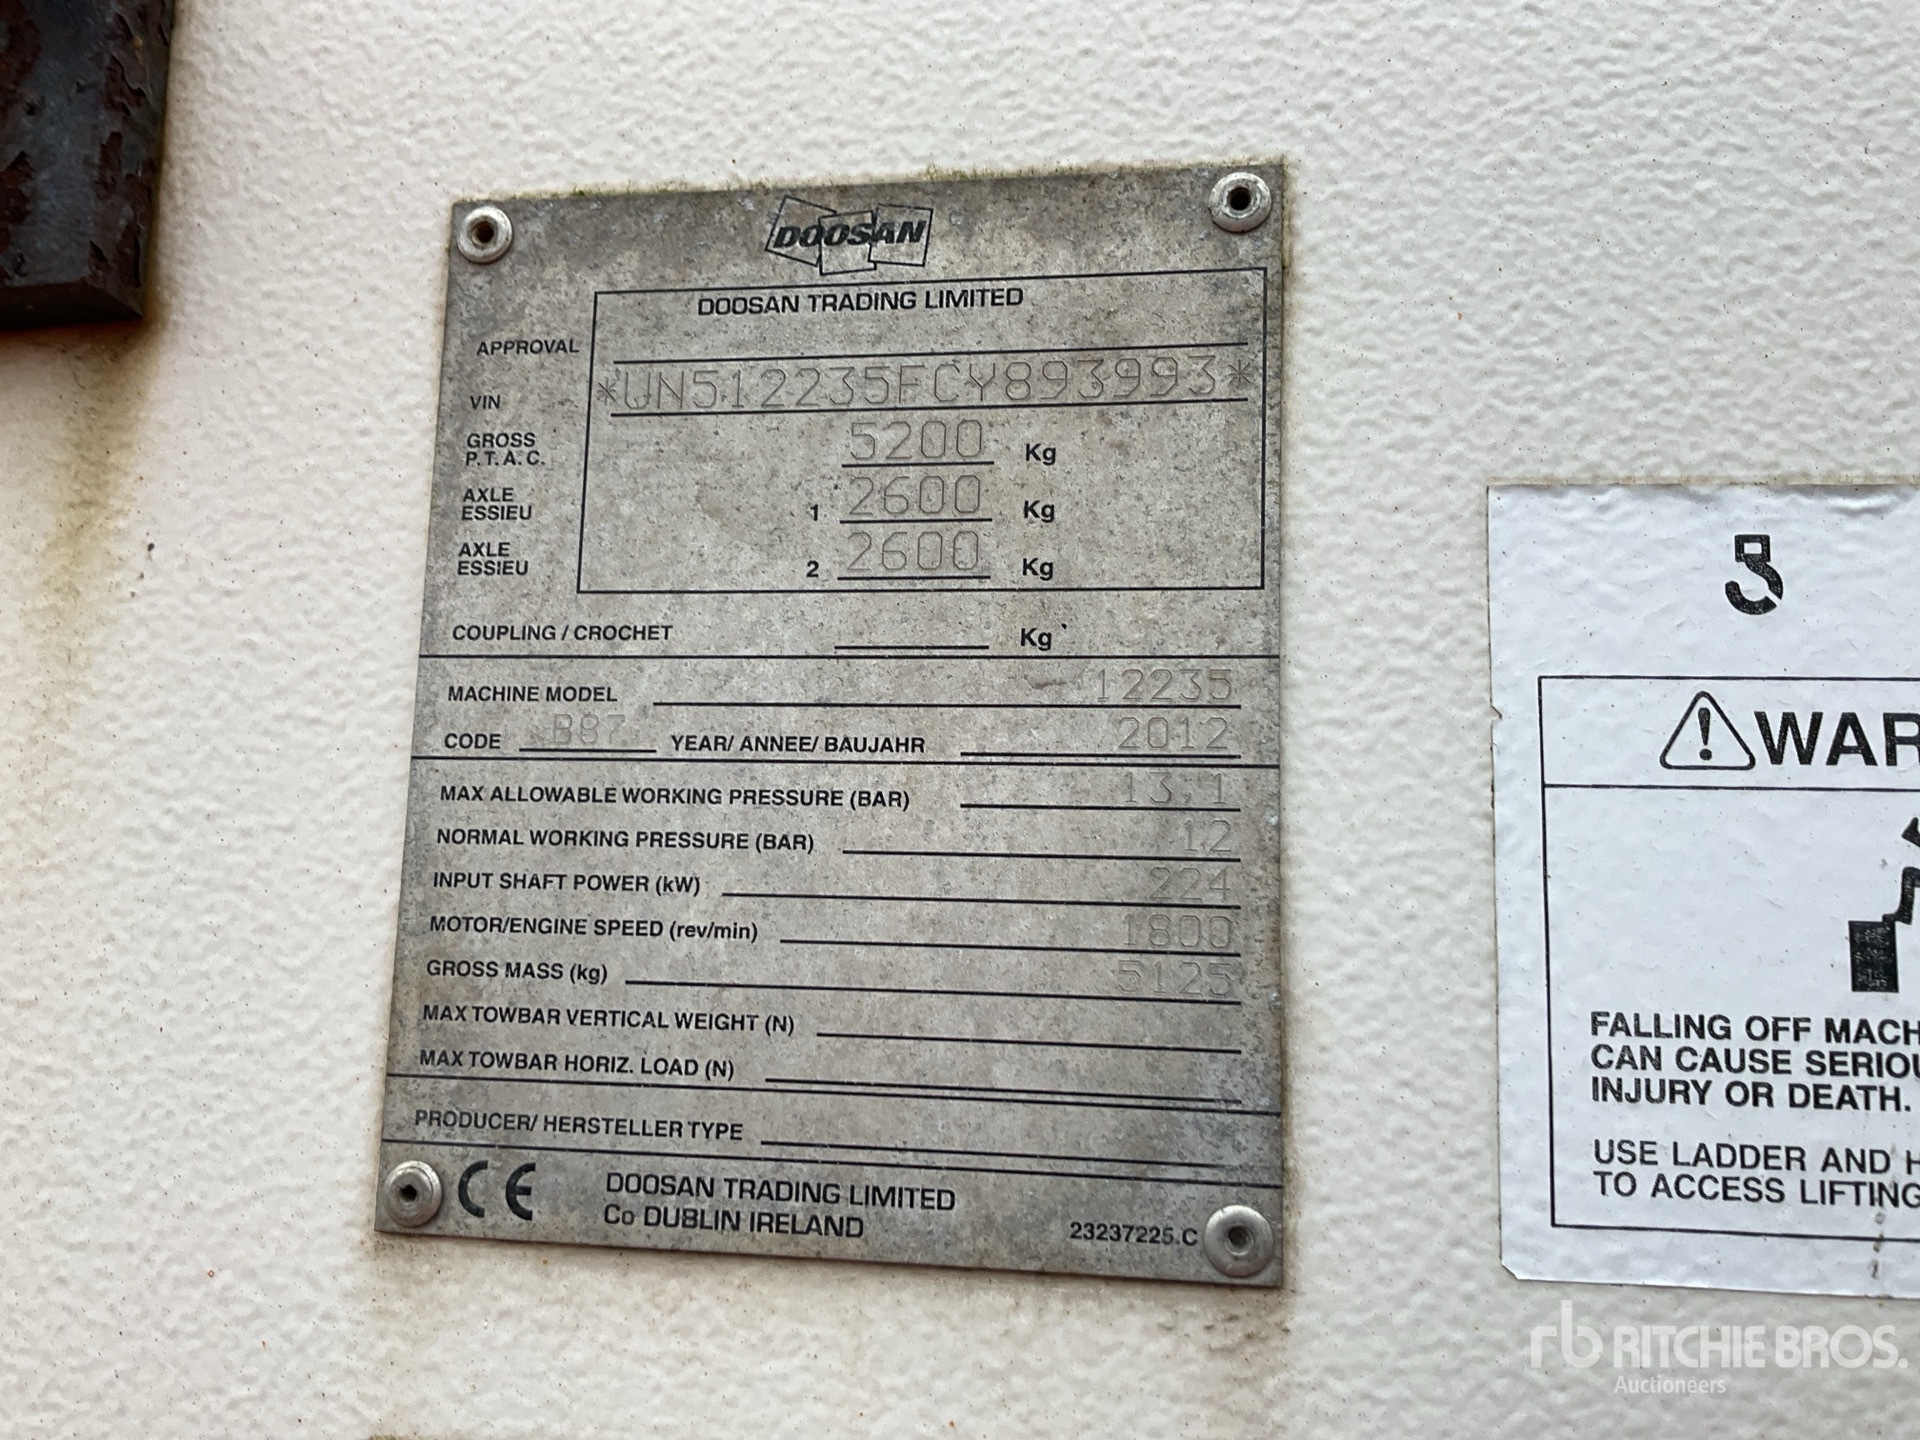 DOOSAN
DOOSAN TRADING LIMITED
APPROVAL
VIN *UN512235FCY893993*
GROSS P.T.A.C. 5200 Kg
AXLE ESSIEU 1 2600 Kg
AXLE ESSIEU 2 2600 Kg
COUPLING / CROCHET Kg
MACHINE MODEL 12235
CODE B87 YEAR/ ANNEE/ BAUJAHR 2012
MAX ALLOWABLE WORKING PRESSURE (BAR) 13,1
NORMAL WORKING PRESSURE (BAR) 12
INPUT SHAFT POWER (kW) 224
MOTOR/ENGINE SPEED (rev/min) 1800
GROSS MASS (kg) 5125
MAX TOWBAR VERTICAL WEIGHT (N)
MAX TOWBAR HORIZ. LOAD (N)
PRODUCER/ HERSTELLER TYPE
CE DOOSAN TRADING LIMITED
Co DUBLIN IRELAND
23237225.C
WAR
FALLING OFF MACH
CAN CAUSE SERIOU
INJURY OR DEATH.
USE LADDER AND H
TO ACCESS LIFTING
rb RITCHIE BROS.
Auctioneers